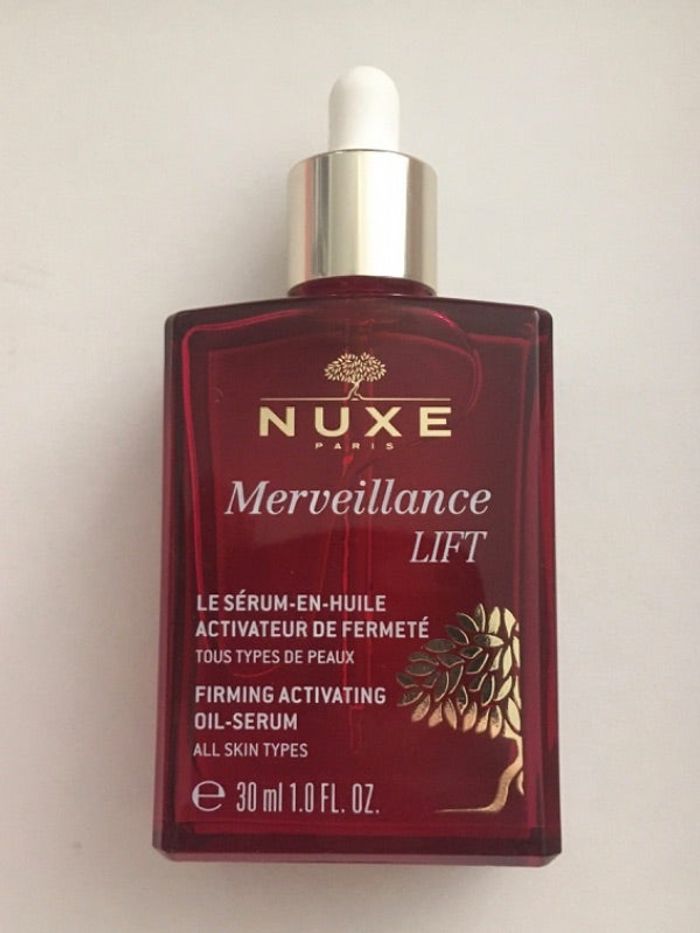 NUXE
PARIS
Merveillance
LIFT
LE SÉRUM-EN-HUILE
ACTIVATEUR DE FERMETÉ
TOUS TYPES DE PEAUX
FIRMING ACTIVATING
OIL-SERUM
ALL SKIN TYPES
℮ 30 ml 1.0 FL. OZ.